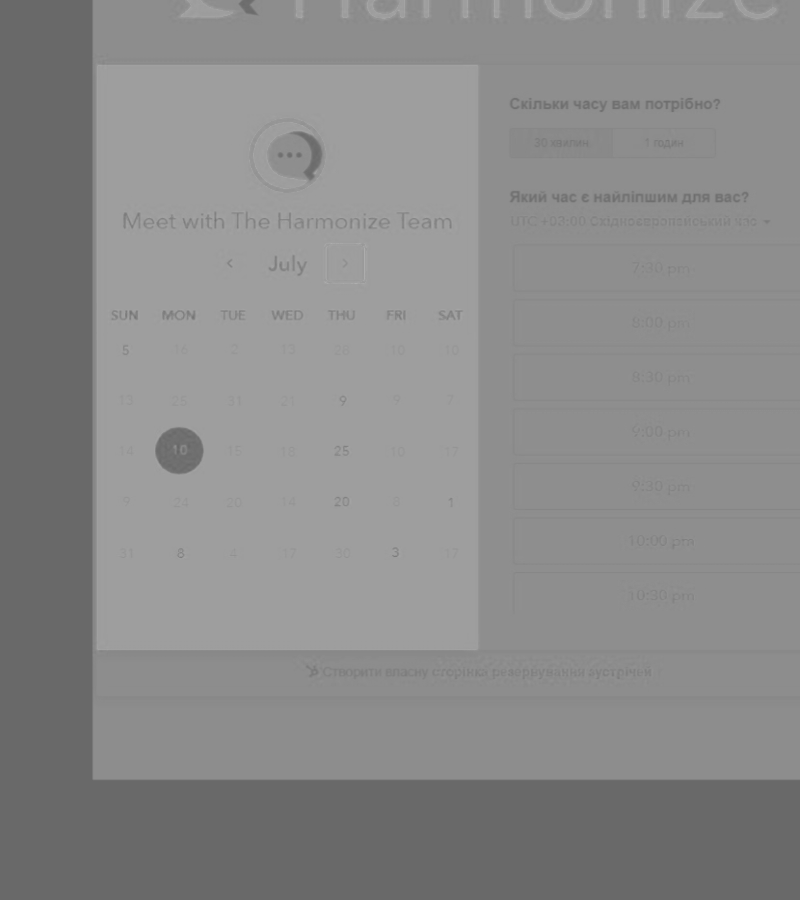 Harmonize
Meet with The Harmonize Team
July
SUN MON TUE WED THU FRI SAT
5 16 2 13 28 10 10
13 25 31 21 9 9 7
14 10 15 18 25 10 17
9 24 20 14 20 8 1
31 8 4 17 30 3 17
Скільки часу вам потрібно?
30 хвилин 1 годин
Який час є найліпшим для вас?
UTC +03:00 Східноєвропейський час
7:30 pm
8:00 pm
8:30 pm
9:00 pm
9:30 pm
10:00 pm
10:30 pm
Створити власну сторінку резервування зустрічей